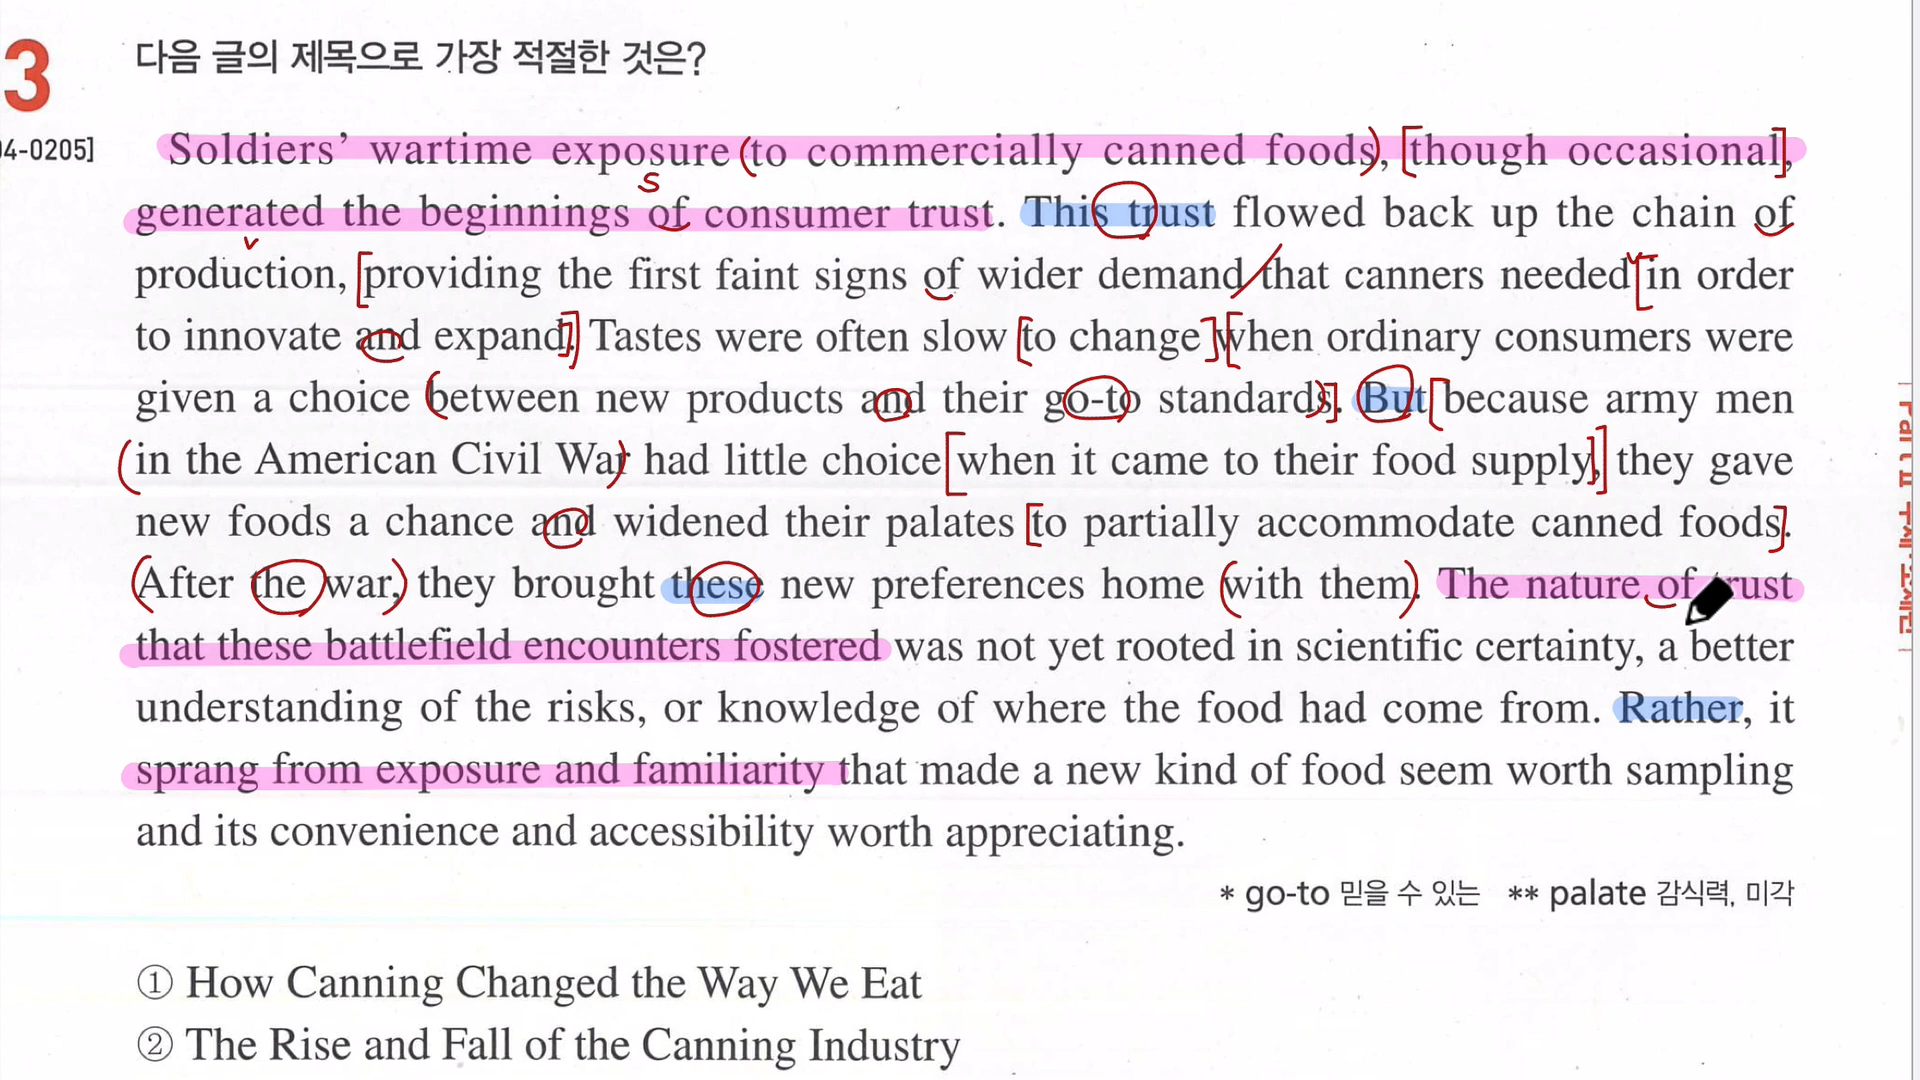 3
다음 글의 제목으로 가장 적절한 것은?
04-0205]
Soldiers’ wartime exposure (to commercially canned foods), [though occasional],
s
generated the beginnings of consumer trust. This trust flowed back up the chain of
v
production, [providing the first faint signs of wider demand / that canners needed [in order
to innovate and expand.] Tastes were often slow [to change] [when ordinary consumers were
given a choice (between new products and their go-to standards)]. But [because army men
(in the American Civil War) had little choice [when it came to their food supply,]] they gave
new foods a chance and widened their palates [to partially accommodate canned foods].
(After the war,) they brought these new preferences home (with them). The nature of trust
that these battlefield encounters fostered was not yet rooted in scientific certainty, a better
understanding of the risks, or knowledge of where the food had come from. Rather, it
sprang from exposure and familiarity that made a new kind of food seem worth sampling
and its convenience and accessibility worth appreciating.
* go-to 믿을 수 있는 ** palate 감식력, 미각
① How Canning Changed the Way We Eat
② The Rise and Fall of the Canning Industry